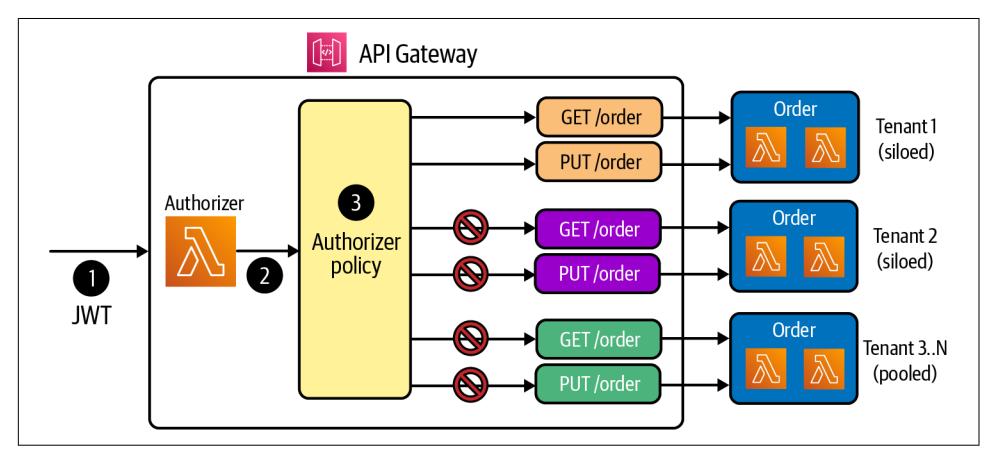 API Gateway
GET /order
PUT /order
Order
Tenant 1
(siloed)
Authorizer
1
JWT
2
3
Authorizer
policy
GET /order
PUT /order
Order
Tenant 2
(siloed)
GET /order
PUT /order
Order
Tenant 3..N
(pooled)